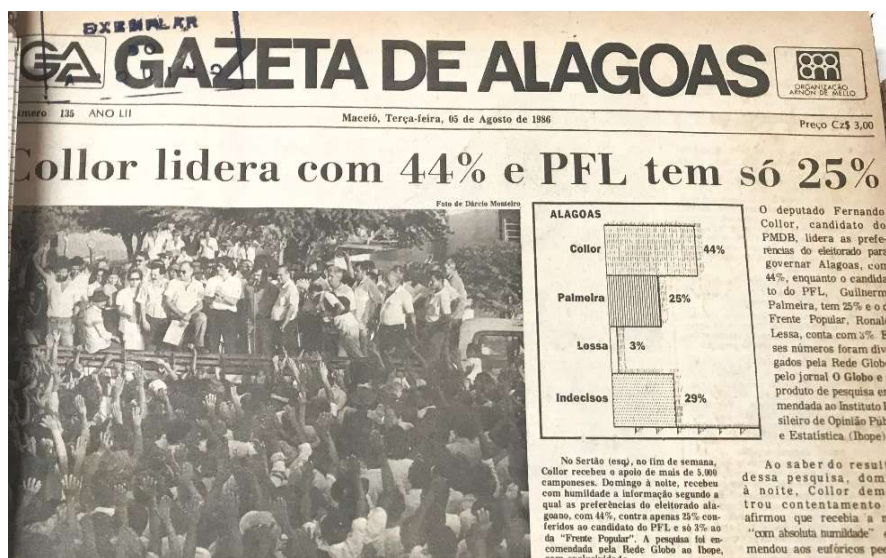 EXEMPLAR
GA
GAZETA DE ALAGOAS
ORGANIZAÇÃO
ARNON DE MELLO
135 ANO LII
Maceió, Terça-feira, 05 de Agosto de 1986
Preço Cz$ 3,00
Collor lidera com 44% e PFL tem só 25%
Foto de Dárcio Monteiro
ALAGOAS
Collor 44%
Palmeira 25%
Lessa 3%
Indecisos 29%
No Sertão (esq), no fim de semana,
Collor recebeu o apoio de mais de 5.000
camponeses. Domingo à noite, recebeu
com humildade a informação segundo a
qual as preferências do eleitorado ala-
goano, com 44%, contra apenas 25% con-
feridos ao candidato do PFL e só 3% ao
da "Frente Popular". A pesquisa foi en-
comendada pela Rede Globo ao Ibope,
O deputado Fernando
Collor, candidato do
PMDB, lidera as prefe-
rências do eleitorado para
governar Alagoas, com
44%, enquanto o candida-
to do PFL, Guilherm
Palmeira, tem 25% e o d
Frente Popular, Ronal
Lessa, conta com 3%. E
ses números foram div
gados pela Rede Glob
pelo jornal O Globo e
produto de pesquisa e
mendada ao Instituto
sileiro de Opinião Púb
e Estatística (Ibope)
Ao saber do resul
dessa pesquisa, dom
à noite, Collor dem
trou contentamento
afirmou que recebia a
"com absoluta humildade"
mendou aos eufóricos